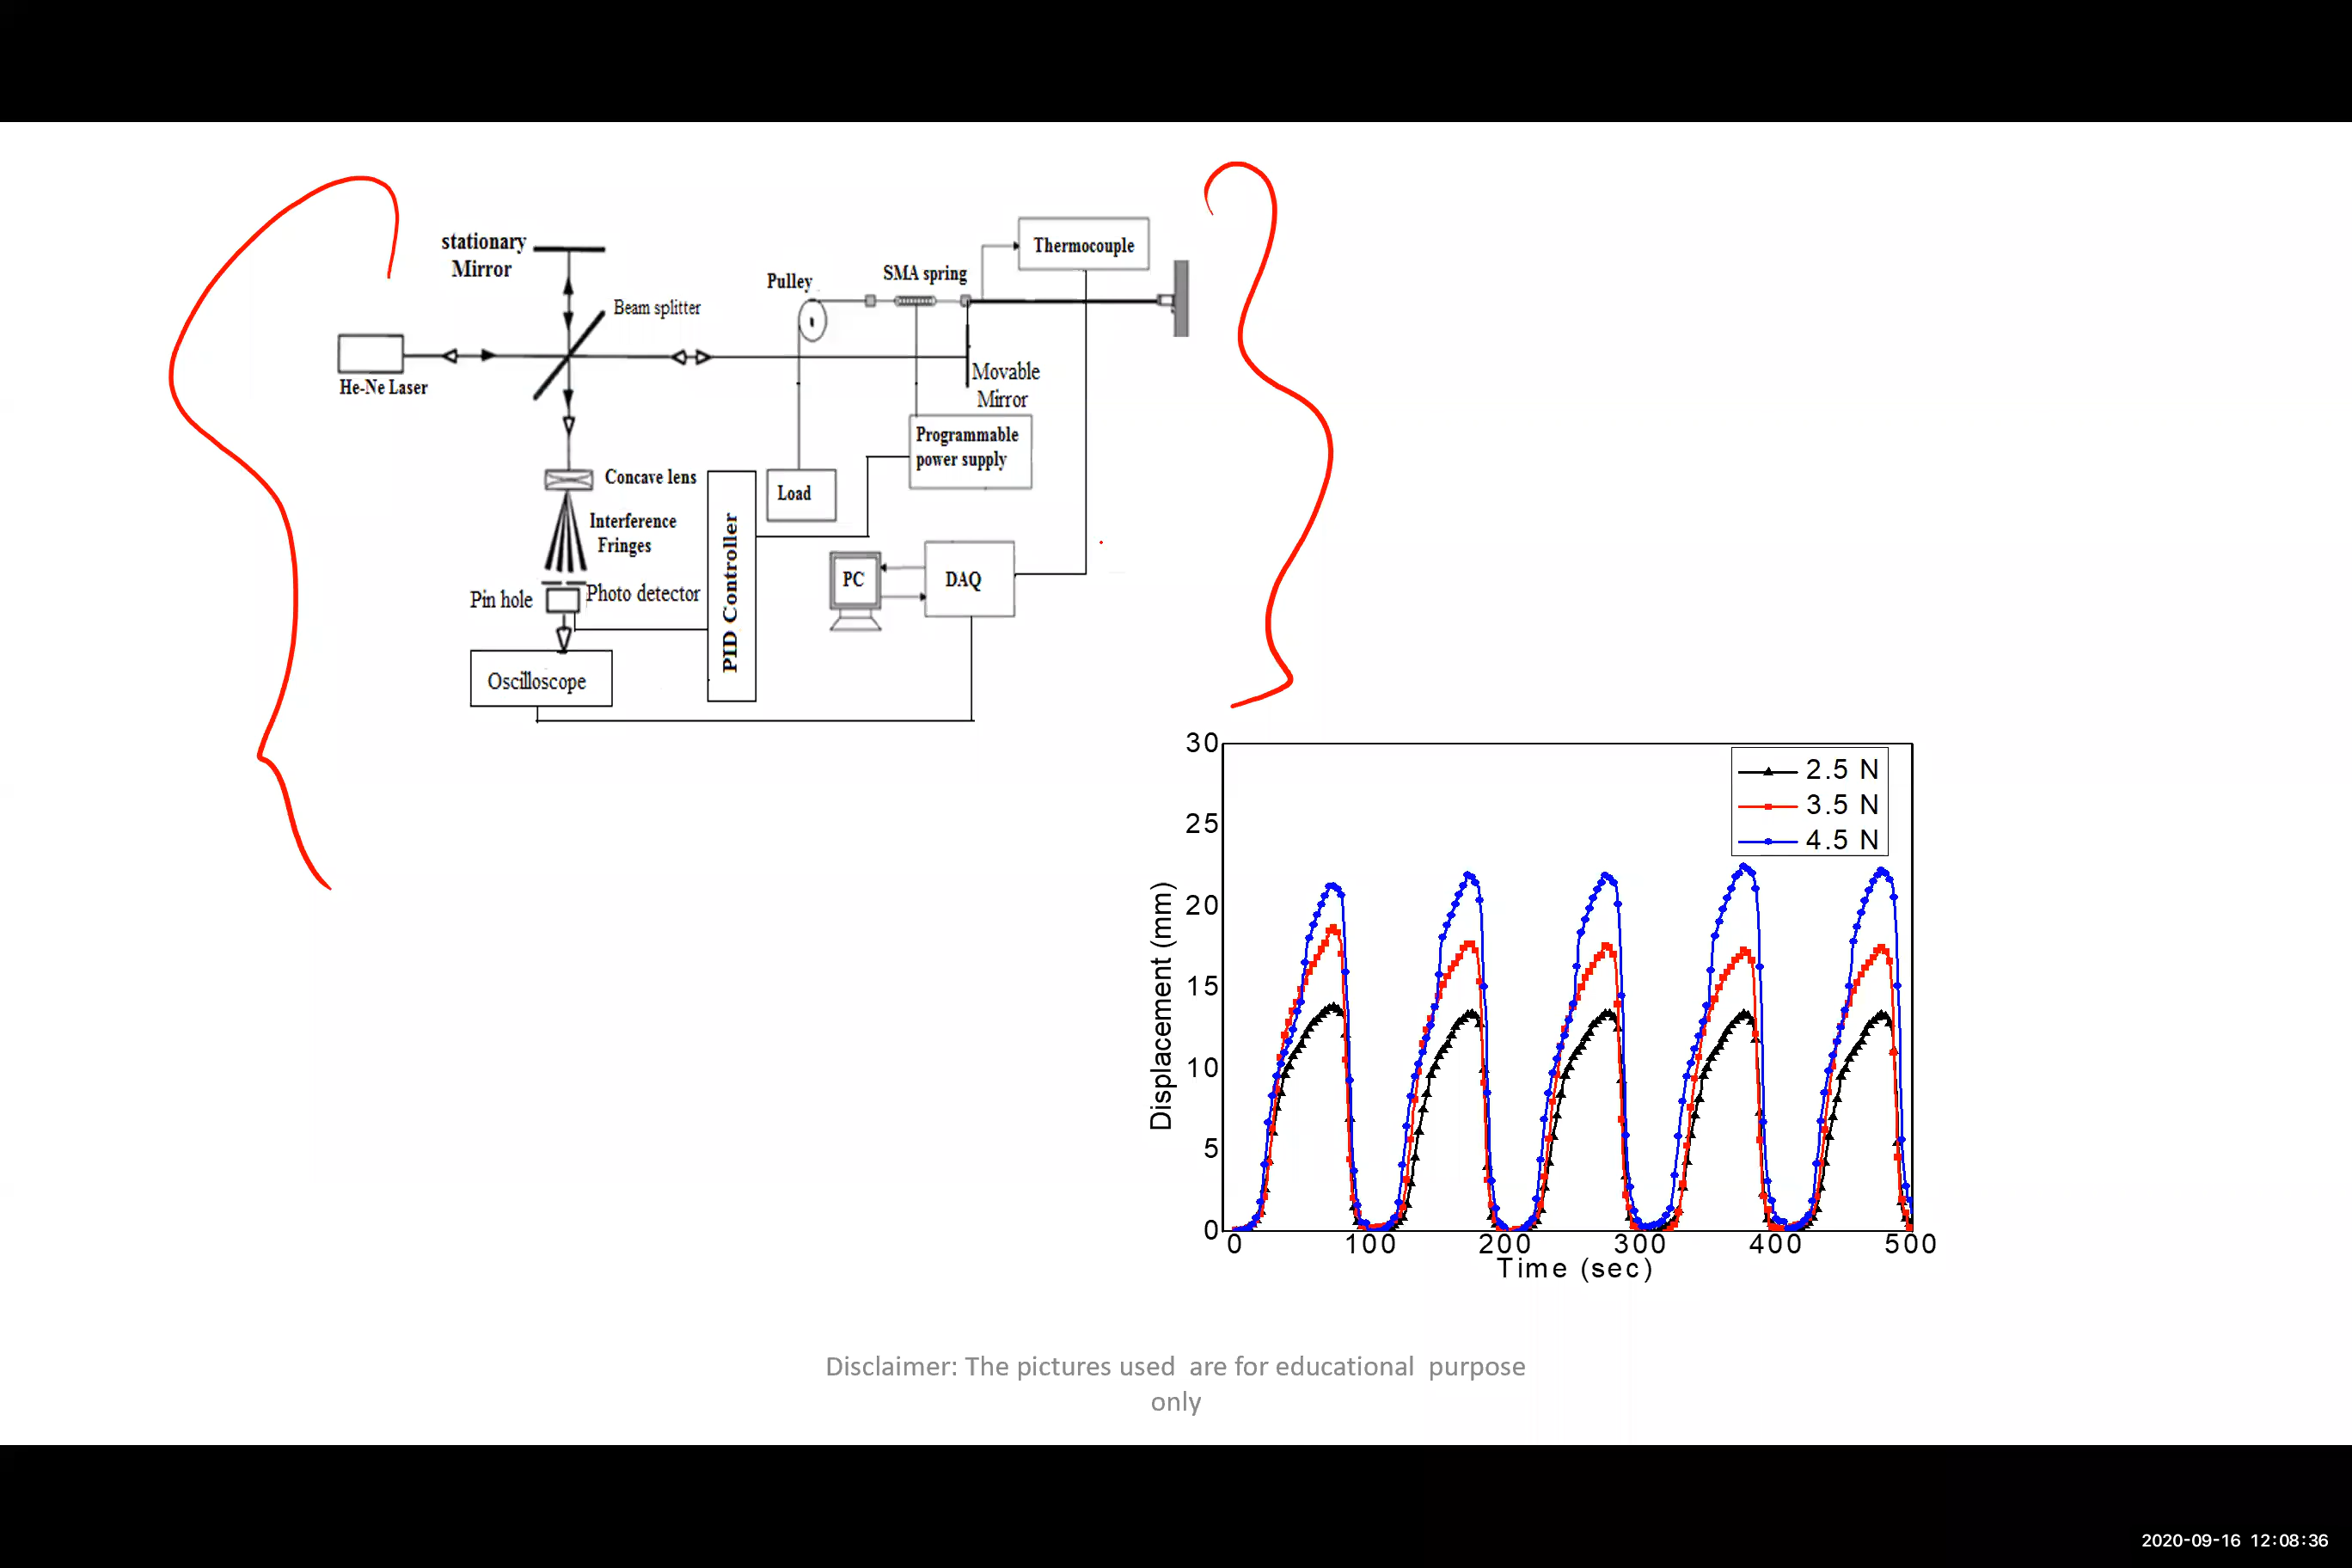 stationary
Mirror
Thermocouple
Pulley
SMA spring
Beam splitter
He-Ne Laser
Movable
Mirror
Programmable
power supply
Concave lens
Load
Interference
Fringes
PID Controller
PC
DAQ
Pin hole
Photo detector
Oscilloscope
30
25
20
15
10
5
0
Displacement (mm)
2.5 N
3.5 N
4.5 N
0 100 200 300 400 500
Time (sec)
Disclaimer: The pictures used are for educational purpose
only
2020-09-16 12:08:36